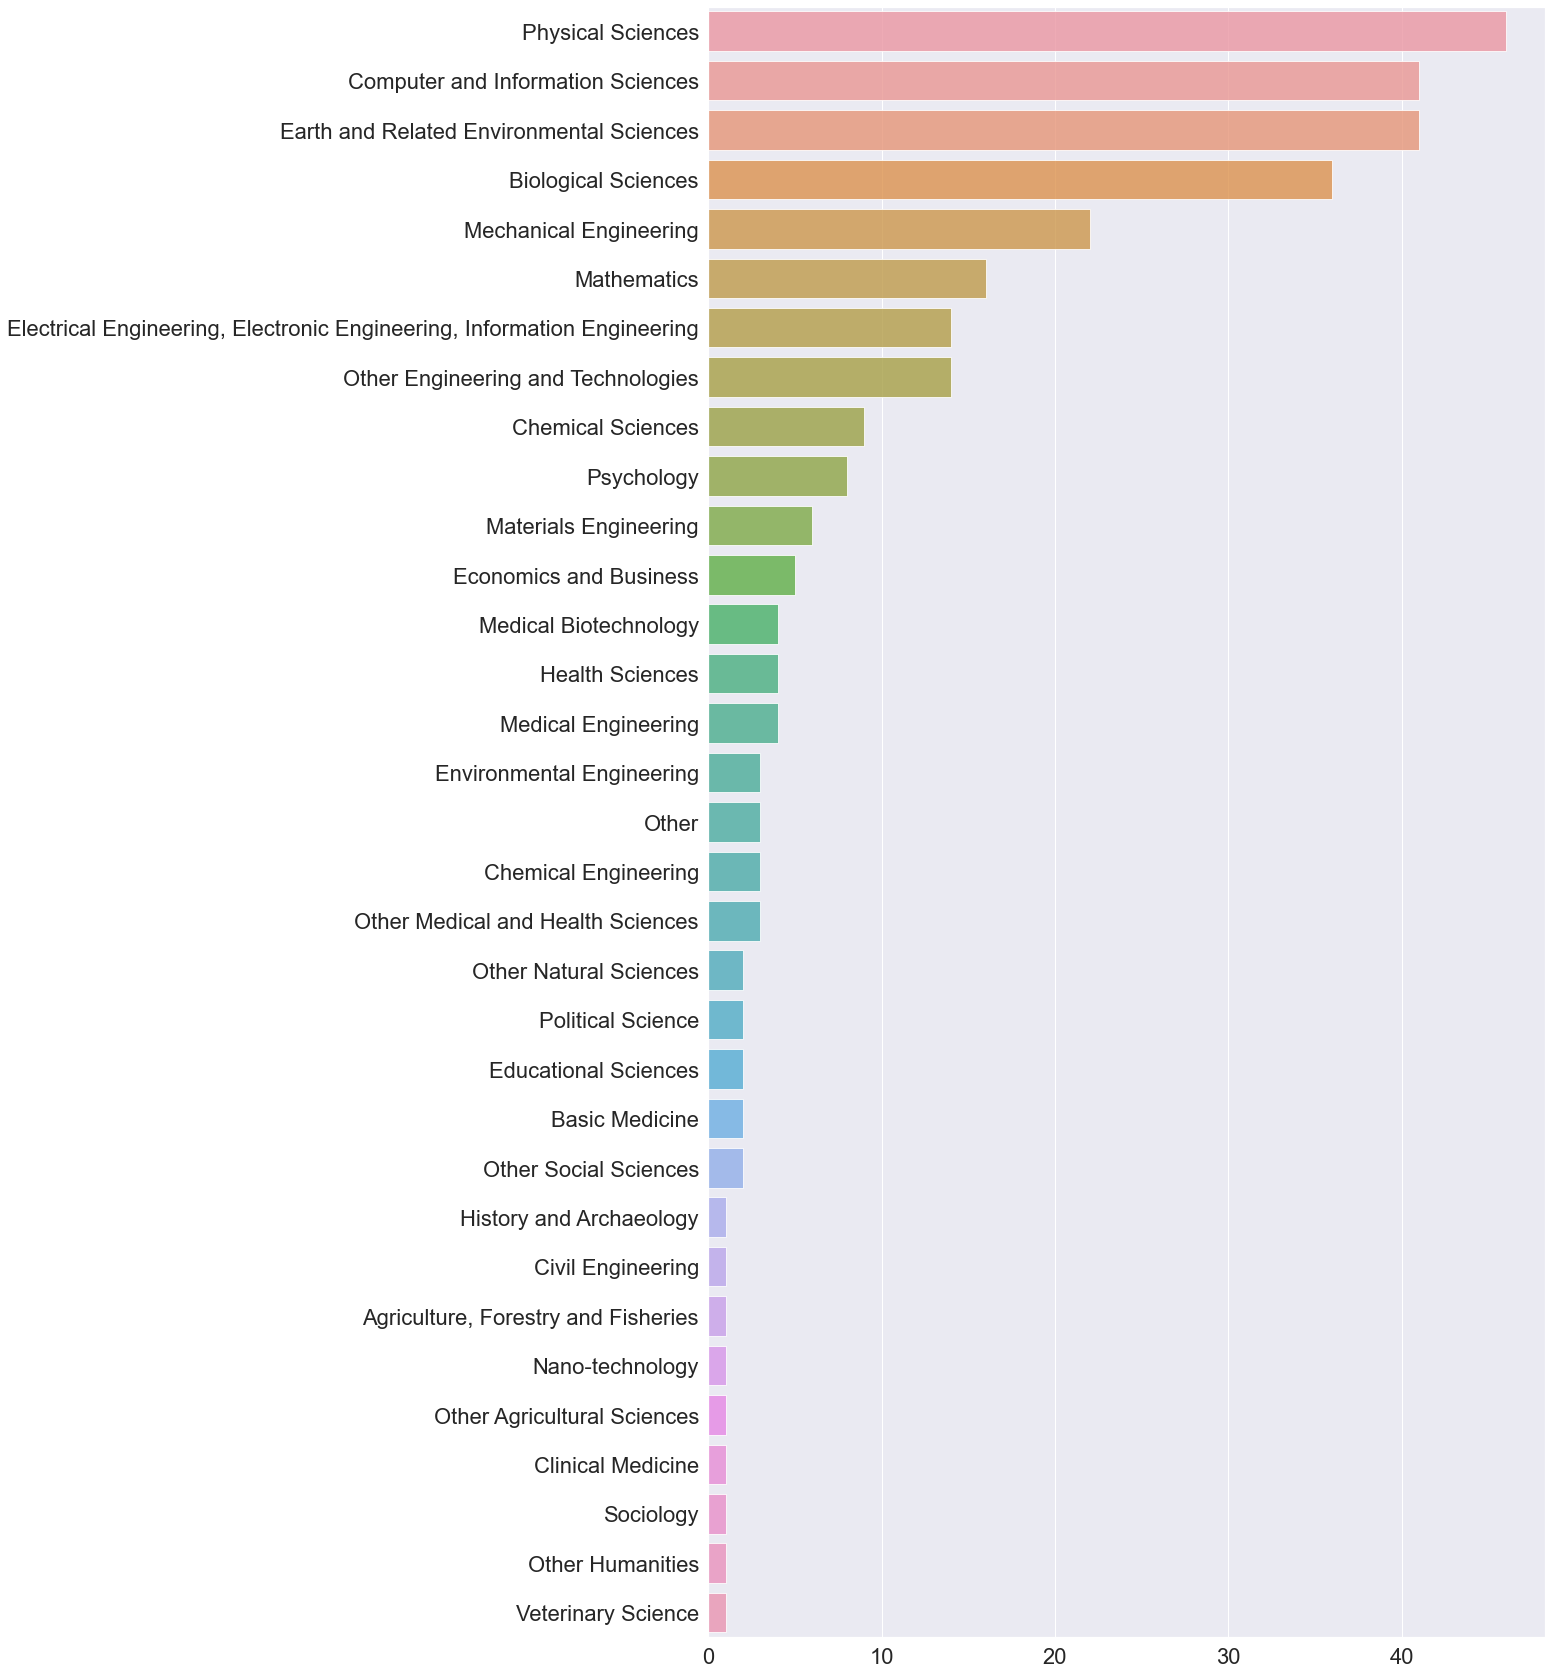 Physical Sciences
Computer and Information Sciences
Earth and Related Environmental Sciences
Biological Sciences
Mechanical Engineering
Mathematics
Electrical Engineering, Electronic Engineering, Information Engineering
Other Engineering and Technologies
Chemical Sciences
Psychology
Materials Engineering
Economics and Business
Medical Biotechnology
Health Sciences
Medical Engineering
Environmental Engineering
Other
Chemical Engineering
Other Medical and Health Sciences
Other Natural Sciences
Political Science
Educational Sciences
Basic Medicine
Other Social Sciences
History and Archaeology
Civil Engineering
Agriculture, Forestry and Fisheries
Nano-technology
Other Agricultural Sciences
Clinical Medicine
Sociology
Other Humanities
Veterinary Science
0 10 20 30 40